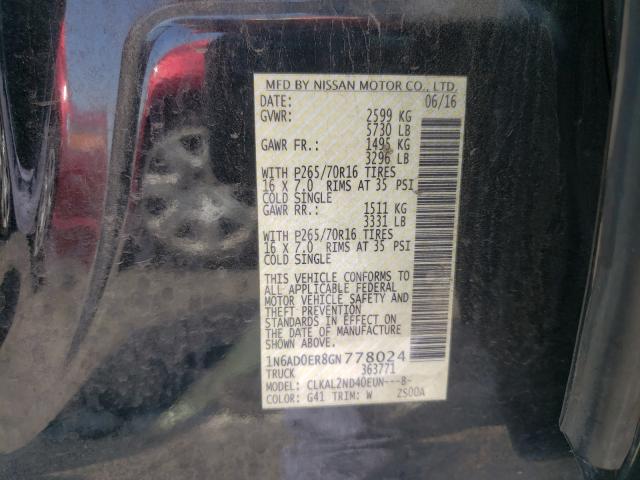 MFD BY NISSAN MOTOR CO., LTD.
DATE: 06/16
GVWR: 2599 KG
5730 LB
GAWR FR.: 1495 KG
3296 LB
WITH P265/70R16 TIRES
16 X 7.0 RIMS AT 35 PSI
COLD SINGLE
GAWR RR.: 1511 KG
3331 LB
WITH P265/70R16 TIRES
16 X 7.0 RIMS AT 35 PSI
COLD SINGLE
THIS VEHICLE CONFORMS TO
ALL APPLICABLE FEDERAL
MOTOR VEHICLE SAFETY AND
THEFT PREVENTION
STANDARDS IN EFFECT ON
THE DATE OF MANUFACTURE
SHOWN ABOVE.
1N6AD0ER8GN778024
TRUCK 363771
MODEL: CLKAL2ND40EUN---8-
COLOR: G41 TRIM: W ZS00A